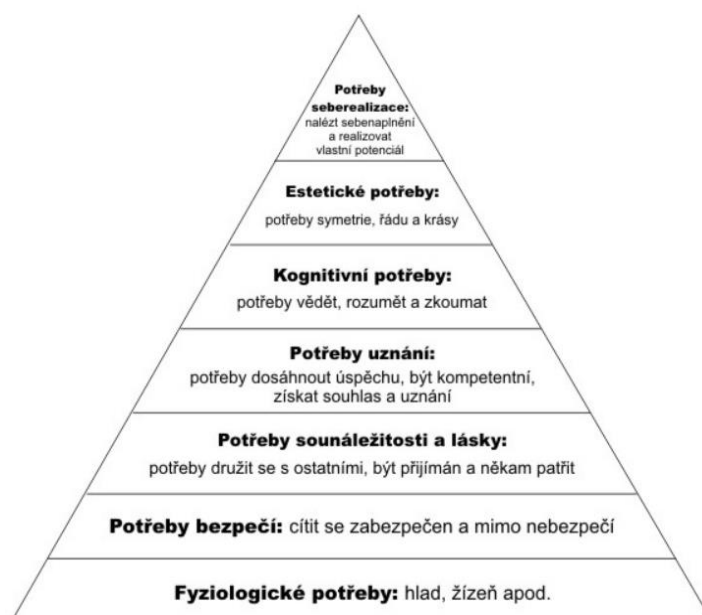 Potřeby
seberealizace:
nalézt sebenaplnění
a realizovat
vlastní potenciál
Estetické potřeby:
potřeby symetrie, řádu a krásy
Kognitivní potřeby:
potřeby vědět, rozumět a zkoumat
Potřeby uznání:
potřeby dosáhnout úspěchu, být kompetentní,
získat souhlas a uznání
Potřeby sounáležitosti a lásky:
potřeby družit se s ostatními, být přijímán a někam patřit
Potřeby bezpečí: cítit se zabezpečen a mimo nebezpečí
Fyziologické potřeby: hlad, žízeň apod.